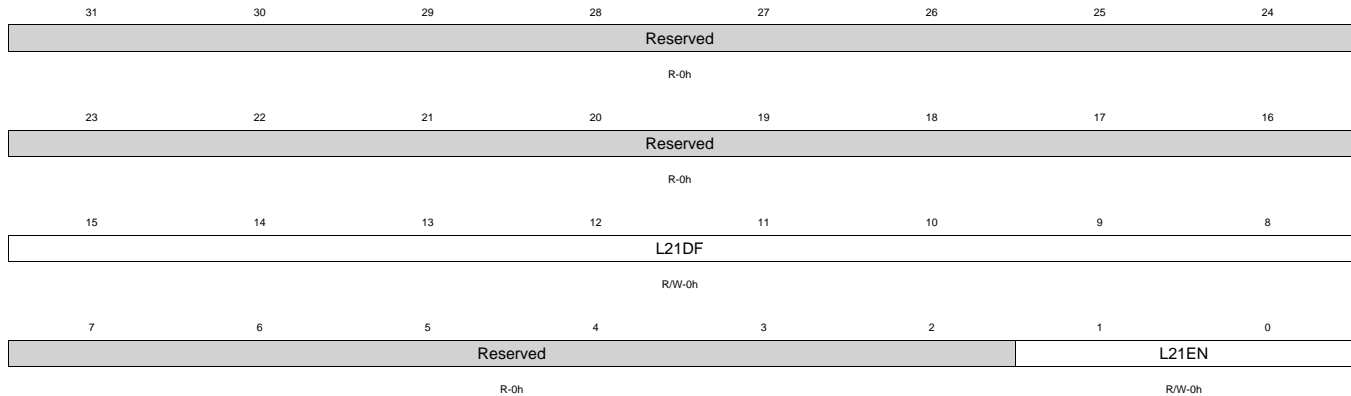 31 30 29 28 27 26 25 24
Reserved
R-0h
23 22 21 20 19 18 17 16
Reserved
R-0h
15 14 13 12 11 10 9 8
L21DF
R/W-0h
7 6 5 4 3 2 1 0
Reserved L21EN
R-0h R/W-0h